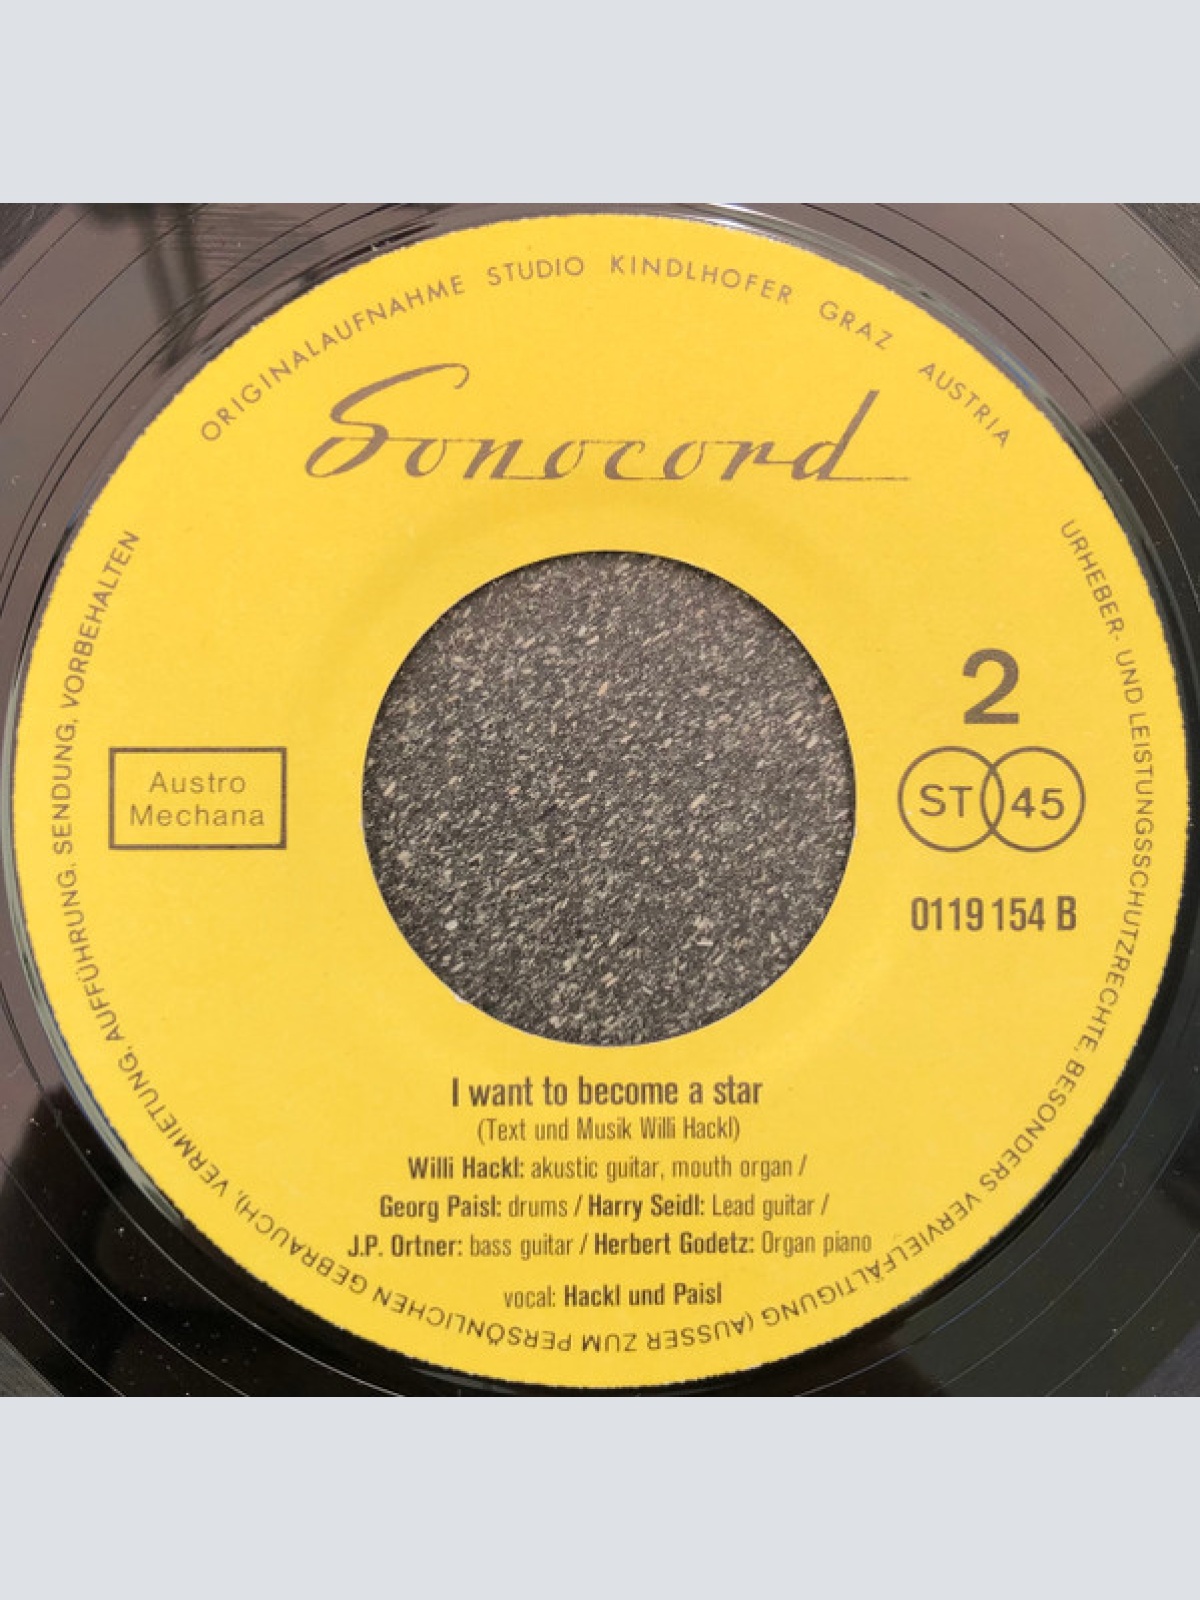 ORIGINALAUFNAHME STUDIO KINDLHOFER GRAZ AUSTRIA
Sonocord
URHEBER- UND LEISTUNGSSCHUTZRECHTE, BESONDERS VERVIELFÄLTIGUNG (AUSSER ZUM PERSÖNLICHEN GEBRAUCH), VERMIETUNG, AUFFÜHRUNG, SENDUNG, VORBEHALTEN
2
Austro
Mechana
ST 45
0119 154 B
I want to become a star
(Text und Musik Willi Hackl)
Willi Hackl: akustic guitar, mouth organ /
Georg Paisl: drums / Harry Seidl: Lead guitar /
J.P. Ortner: bass guitar / Herbert Godetz: Organ piano
vocal: Hackl und Paisl